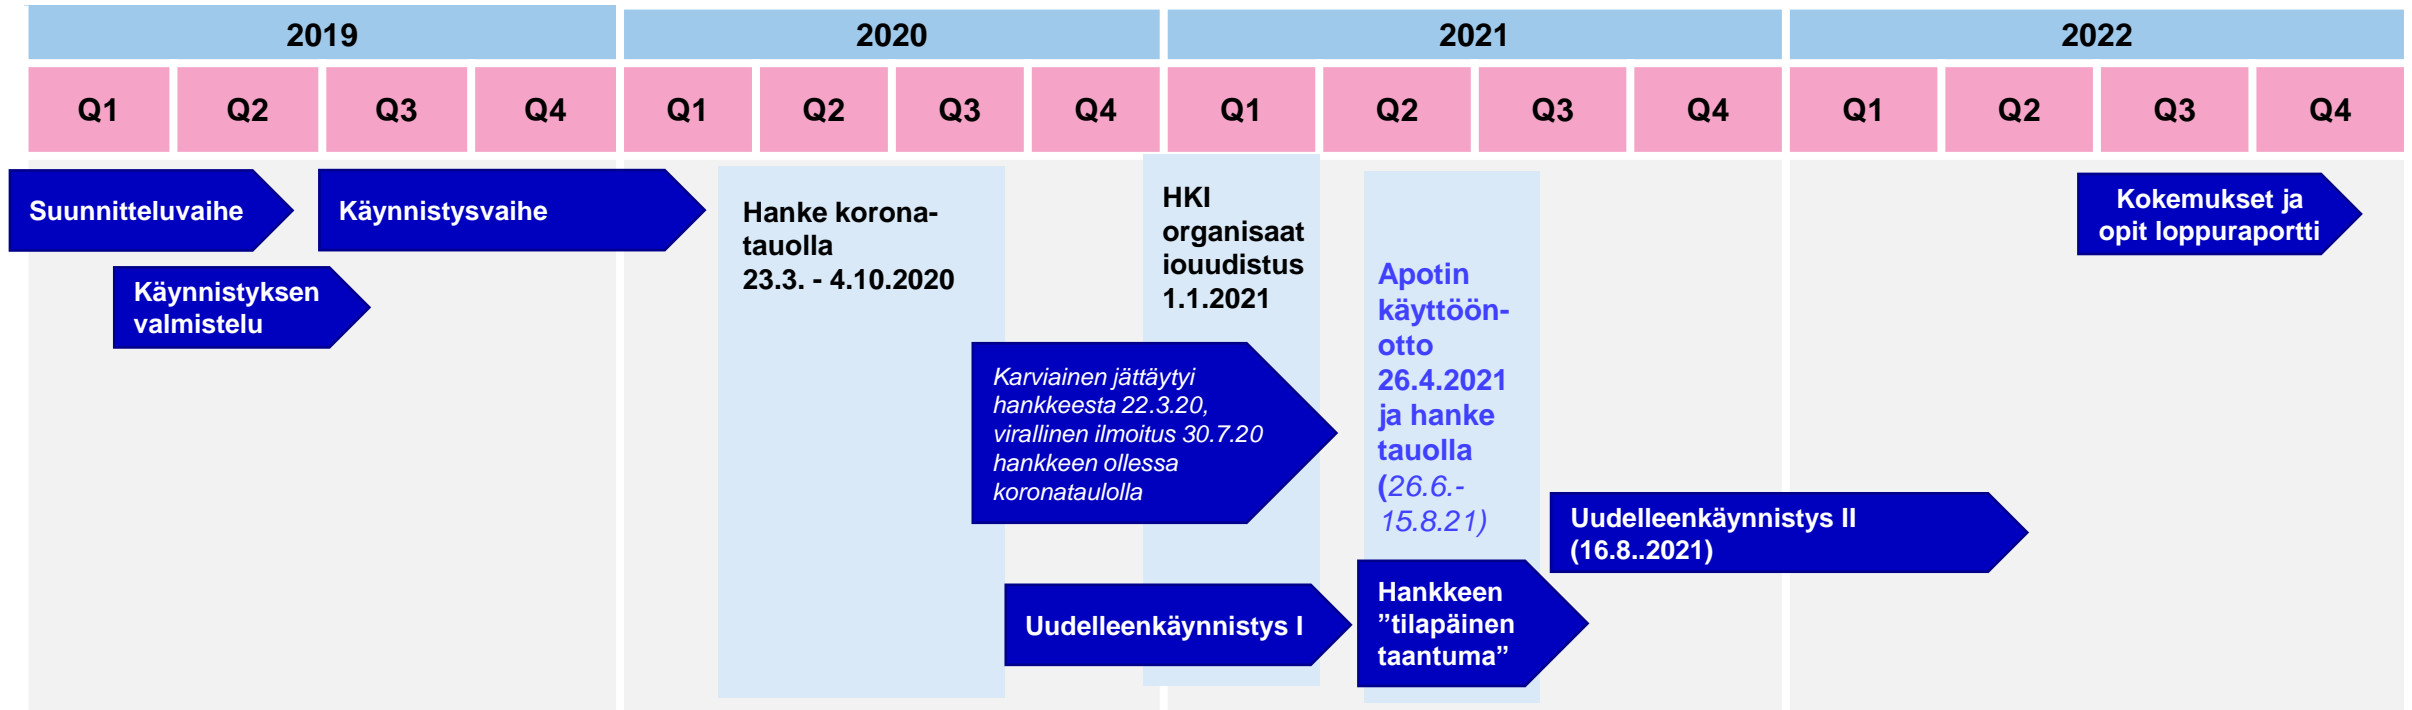 2019
2020
2021
2022
Q1
Q2
Q3
Q4
Q1
Q2
Q3
Q4
Q1
Q2
Q3
Q4
Q1
Q2
Q3
Q4
Suunnitteluvaihe
Käynnistysvaihe
Käynnistyksen
valmistelu
Hanke korona-
tauolla
23.3. - 4.10.2020
HKI
organisaat
iouudistus
1.1.2021
Karviainen jättäytyi
hankkeesta 22.3.20,
virallinen ilmoitus 30.7.20
hankkeen ollessa
koronataulolla
Uudelleenkäynnistys I
Apotin
käyttöön-
otto
26.4.2021
ja hanke
tauolla
(26.6.-
15.8.21)
Hankkeen
”tilapäinen
taantuma”
Uudelleenkäynnistys II
(16.8..2021)
Kokemukset ja
opit loppuraportti